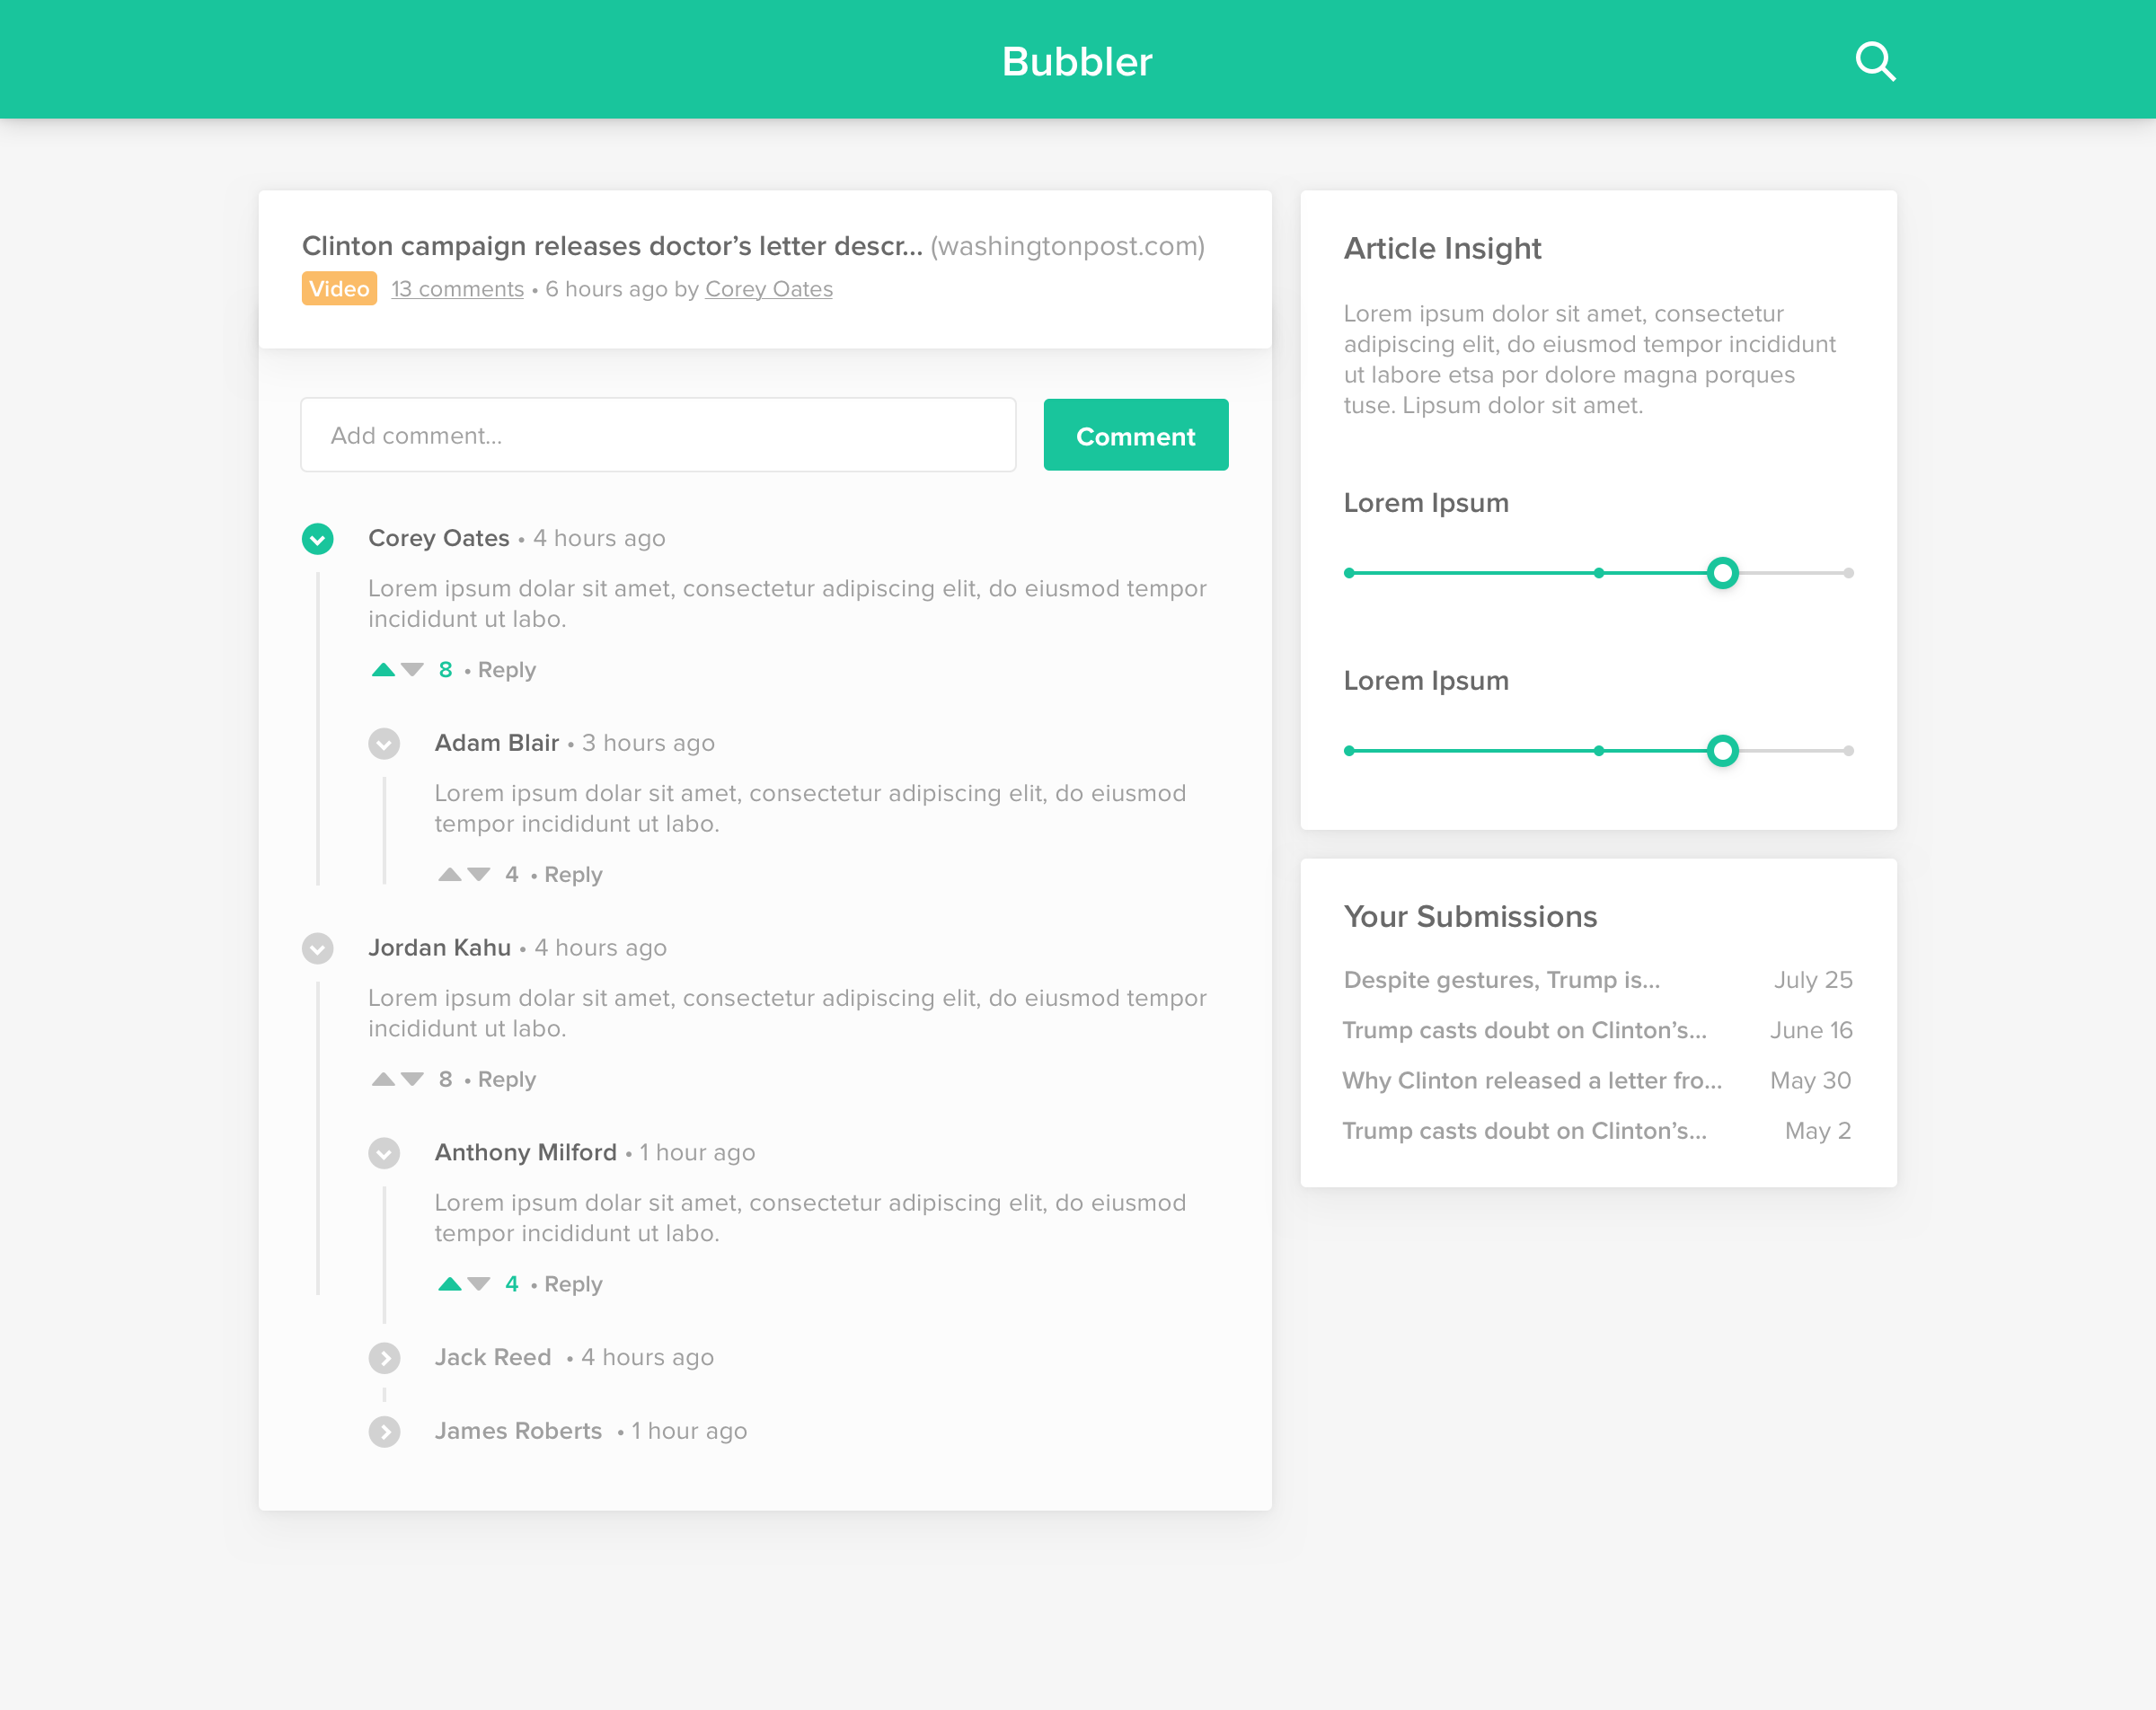 Bubbler
Clinton campaign releases doctor’s letter descr... (washingtonpost.com)
Video 13 comments • 6 hours ago by Corey Oates
Add comment...
Comment
Corey Oates • 4 hours ago
Lorem ipsum dolar sit amet, consectetur adipiscing elit, do eiusmod tempor
incididunt ut labo.
8 • Reply
Adam Blair • 3 hours ago
Lorem ipsum dolar sit amet, consectetur adipiscing elit, do eiusmod
tempor incididunt ut labo.
4 • Reply
Jordan Kahu • 4 hours ago
Lorem ipsum dolar sit amet, consectetur adipiscing elit, do eiusmod tempor
incididunt ut labo.
8 • Reply
Anthony Milford • 1 hour ago
Lorem ipsum dolar sit amet, consectetur adipiscing elit, do eiusmod
tempor incididunt ut labo.
4 • Reply
Jack Reed • 4 hours ago
James Roberts • 1 hour ago
Article Insight
Lorem ipsum dolor sit amet, consectetur
adipiscing elit, do eiusmod tempor incididunt
ut labore etsa por dolore magna porques
tuse. Lipsum dolor sit amet.
Lorem Ipsum
Lorem Ipsum
Your Submissions
Despite gestures, Trump is... July 25
Trump casts doubt on Clinton’s... June 16
Why Clinton released a letter fro... May 30
Trump casts doubt on Clinton’s... May 2